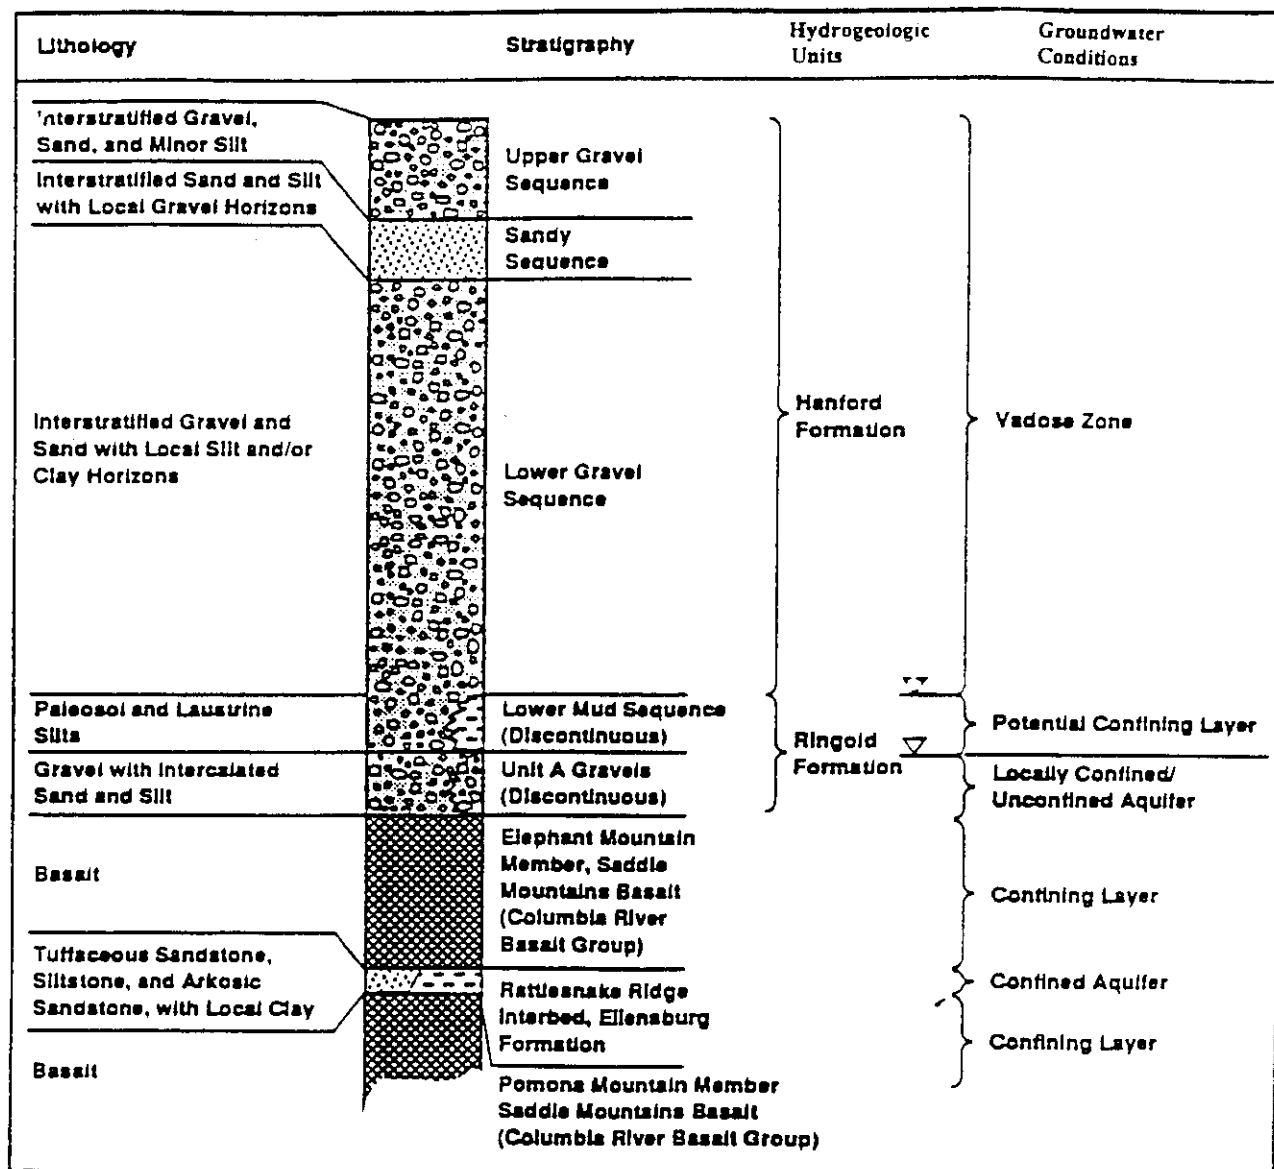 Lithology
Stratigraphy
Hydrogeologic
Units
Groundwater
Conditions
Interstratified Gravel,
Sand, and Minor Silt
Interstratified Sand and Silt
with Local Gravel Horizons
Interstratified Gravel and
Sand with Local Silt and/or
Clay Horizons
Paleosol and Laustrine
Silts
Gravel with Intercalated
Sand and Silt
Basalt
Tuffaceous Sandstone,
Siltstone, and Arkosic
Sandstone, with Local Clay
Basalt
Upper Gravel
Sequence
Sandy
Sequence
Lower Gravel
Sequence
Lower Mud Sequence
(Discontinuous)
Unit A Gravels
(Discontinuous)
Elephant Mountain
Member, Saddle
Mountains Basalt
(Columbia River
Basalt Group)
Rattlesnake Ridge
Interbed, Ellensburg
Formation
Pomona Mountain Member
Saddle Mountains Basalt
(Columbia River Basalt Group)
Hanford
Formation
Ringold
Formation
Vadose Zone
Potential Confining Layer
Locally Confined/
Unconfined Aquifer
Confining Layer
Confined Aquifer
Confining Layer